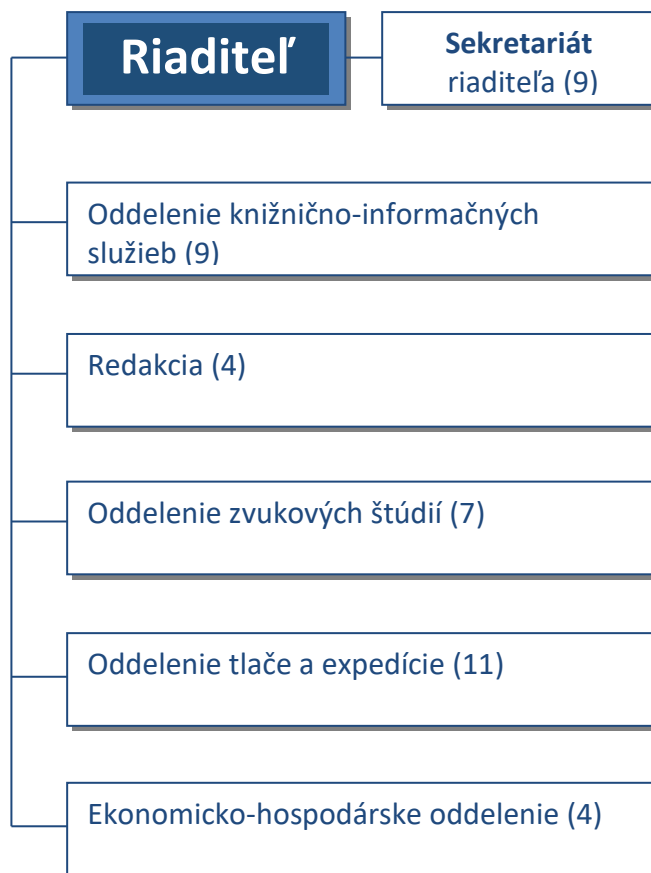 Riaditeľ
Sekretariát
riaditeľa (9)
Oddelenie knižnično-informačných
služieb (9)
Redakcia (4)
Oddelenie zvukových štúdií (7)
Oddelenie tlače a expedície (11)
Ekonomicko-hospodárske oddelenie (4)